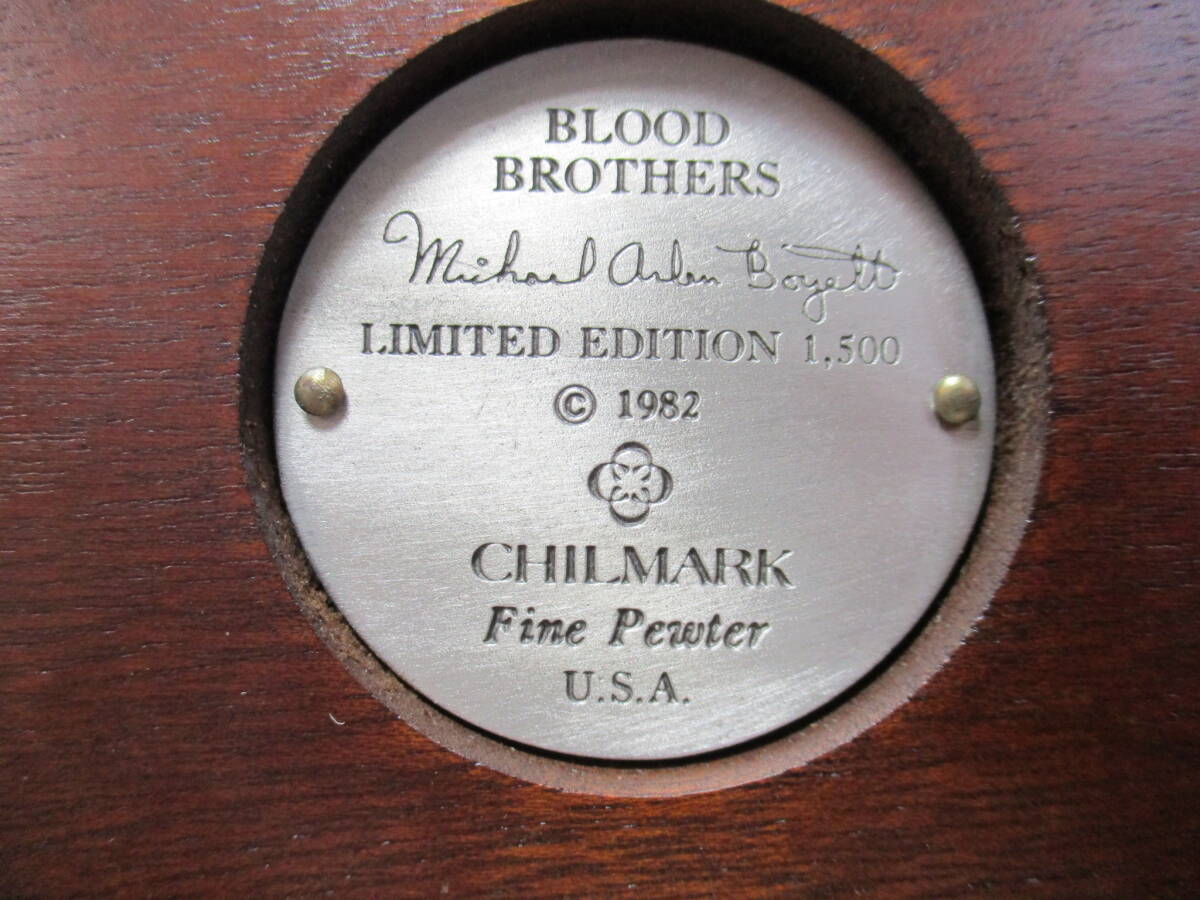 BLOOD
BROTHERS
Michael Arlen Boyett
LIMITED EDITION 1,500
© 1982
CHILMARK
Fine Pewter
U.S.A.